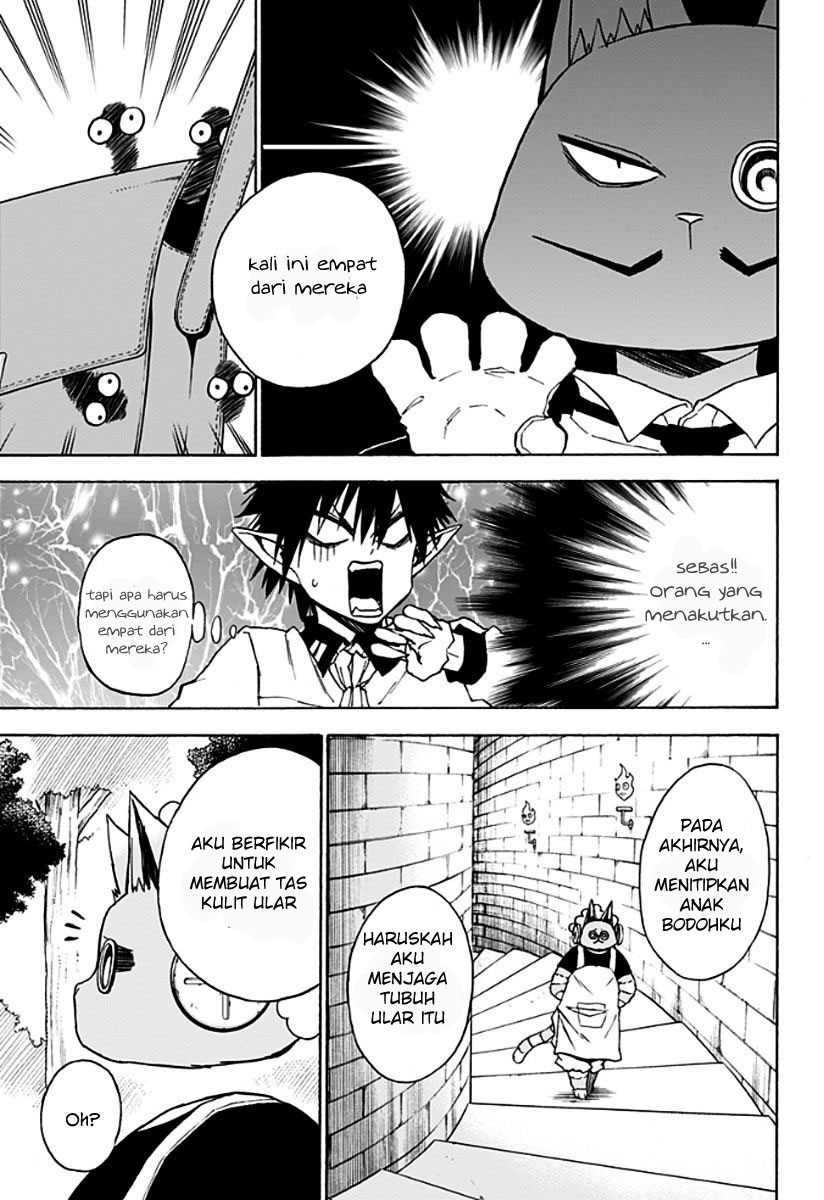 kali ini empat
dari mereka
sebas!!
orang yang
menakutkan.
...
tapi apa harus
menggunakan
empat dari
mereka?
PADA
AKHIRNYA,
AKU
MENITIPKAN
ANAK
BODOHKU
HARUSKAH
AKU
MENJAGA
TUBUH
ULAR ITU
AKU BERFIKIR
UNTUK
MEMBUAT TAS
KULIT ULAR
Oh?